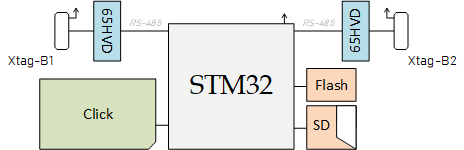 65HVD
RS-485
RS-485
65HVD
Xtag-B1
Xtag-B2
STM32
Flash
Click
SD